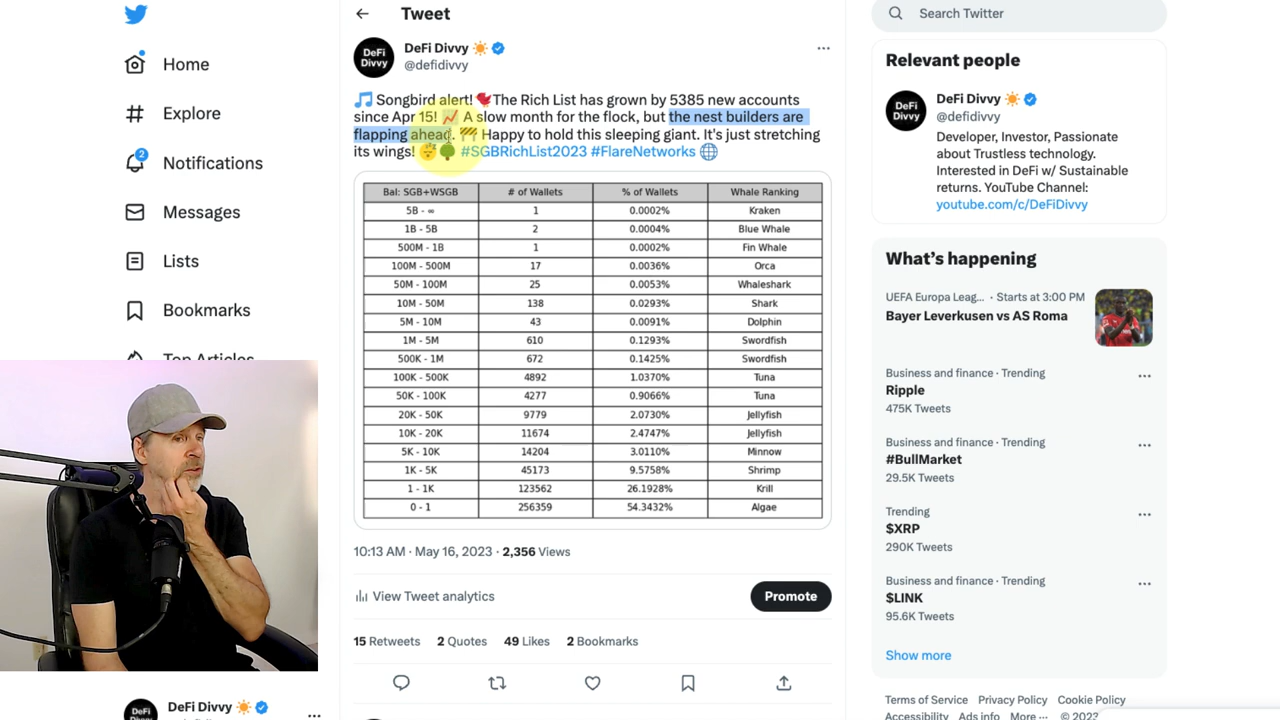 Home
Explore
2
Notifications
Messages
Lists
Bookmarks
Top Articles
DeFi Divvy
@defidivvy
Tweet
DeFi
Divvy
DeFi Divvy
@defidivvy
Songbird alert! The Rich List has grown by 5385 new accounts
since Apr 15! A slow month for the flock, but the nest builders are
flapping ahead. Happy to hold this sleeping giant. It's just stretching
its wings! #SGBRichList2023 #FlareNetworks
Bal: SGB+WSGB # of Wallets % of Wallets Whale Ranking
5B - ∞ 1 0.0002% Kraken
1B - 5B 2 0.0004% Blue Whale
500M - 1B 1 0.0002% Fin Whale
100M - 500M 17 0.0036% Orca
50M - 100M 25 0.0053% Whaleshark
10M - 50M 138 0.0293% Shark
5M - 10M 43 0.0091% Dolphin
1M - 5M 610 0.1293% Swordfish
500K - 1M 672 0.1425% Swordfish
100K - 500K 4892 1.0370% Tuna
50K - 100K 4277 0.9066% Tuna
20K - 50K 9779 2.0730% Jellyfish
10K - 20K 11674 2.4747% Jellyfish
5K - 10K 14204 3.0110% Minnow
1K - 5K 45173 9.5758% Shrimp
1 - 1K 123562 26.1928% Krill
0 - 1 256359 54.3432% Algae
10:13 AM · May 16, 2023 · 2,356 Views
View Tweet analytics
Promote
15 Retweets 2 Quotes 49 Likes 2 Bookmarks
Search Twitter
Relevant people
DeFi
Divvy
DeFi Divvy
@defidivvy
Developer, Investor, Passionate
about Trustless technology.
Interested in DeFi w/ Sustainable
returns. YouTube Channel:
youtube.com/c/DeFiDivvy
What's happening
UEFA Europa Leag... · Starts at 3:00 PM
Bayer Leverkusen vs AS Roma
Business and finance · Trending
Ripple
475K Tweets
Business and finance · Trending
#BullMarket
29.5K Tweets
Trending
$XRP
290K Tweets
Business and finance · Trending
$LINK
95.6K Tweets
Show more
Terms of Service Privacy Policy Cookie Policy
Accessibility Ads info More ···